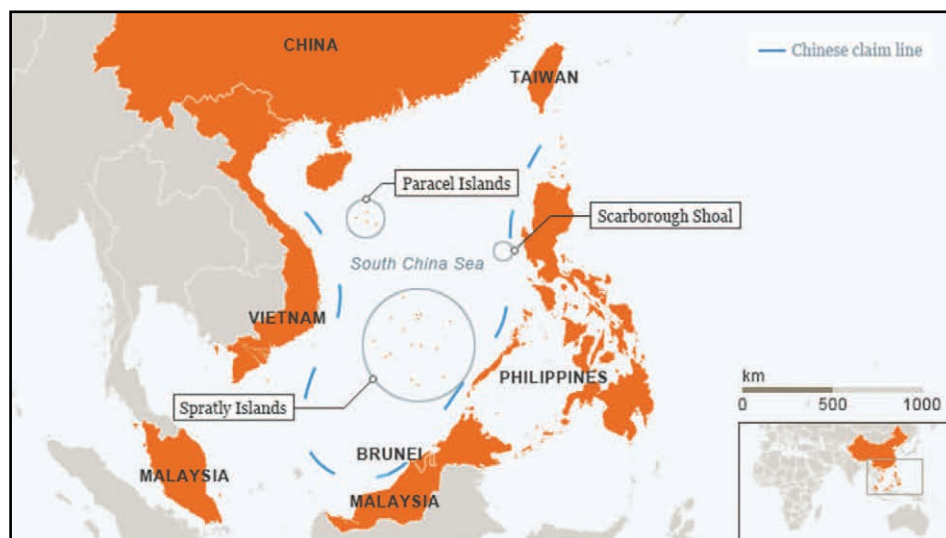 CHINA
Chinese claim line
TAIWAN
Paracel Islands
Scarborough Shoal
South China Sea
VIETNAM
km
PHILIPPINES
0 500 1000
Spratly Islands
BRUNEI
MALAYSIA
MALAYSIA